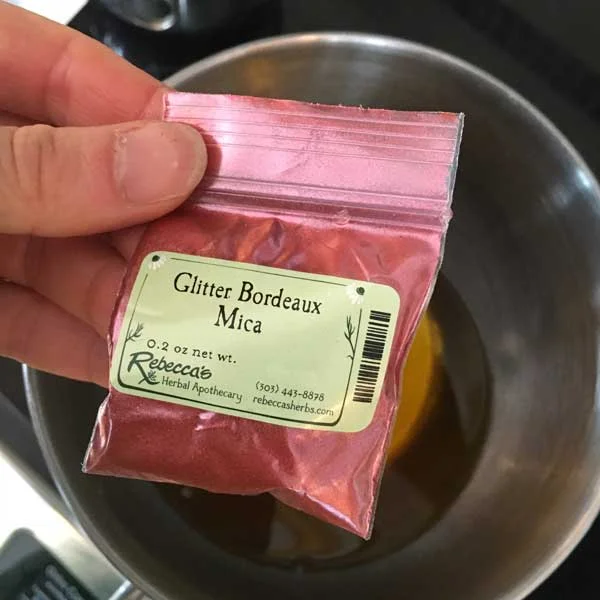 Glitter Bordeaux
Mica
0.2 oz net wt.
Rebecca's
Herbal Apothecary
(303) 443-8878
rebeccasherbs.com